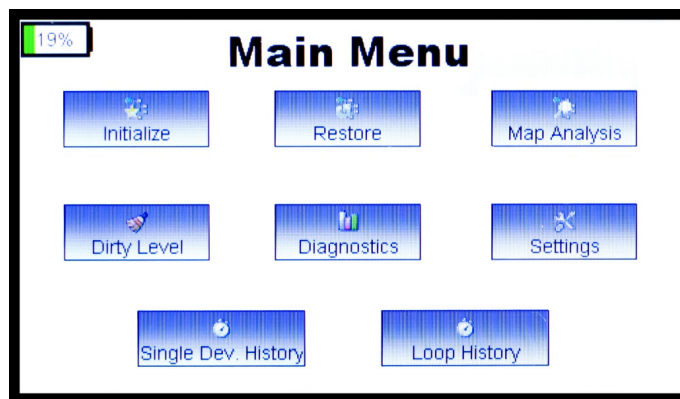 19%
Main Menu
Initialize
Restore
Map Analysis
Dirty Level
Diagnostics
Settings
Single Dev. History
Loop History